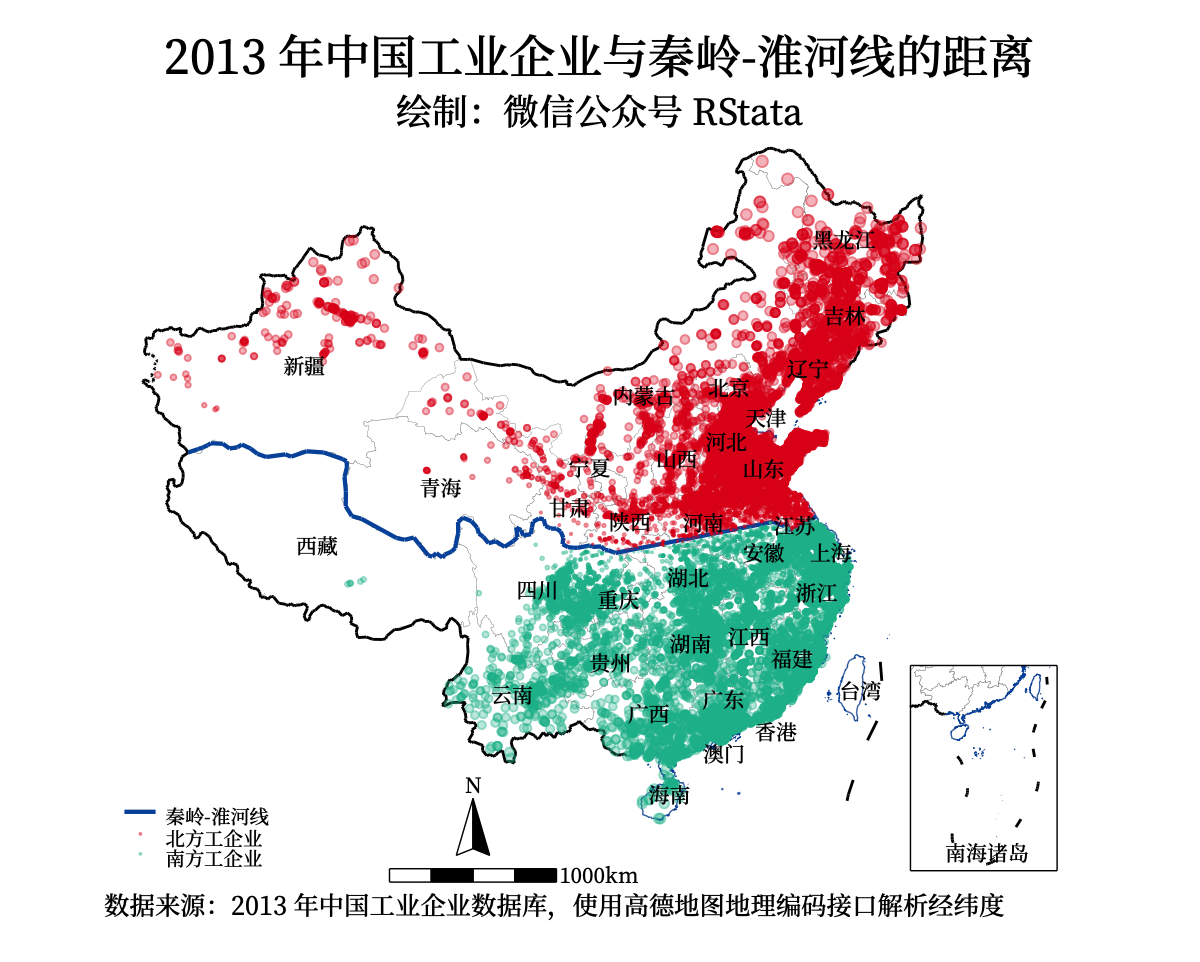 2013 年中国工业企业与秦岭-淮河线的距离
绘制：微信公众号 RStata
黑龙江
吉林
新疆
辽宁
内蒙古
北京
天津
河北
山西
山东
宁夏
青海
甘肃
陕西
河南
江苏
西藏
安徽
上海
四川
重庆
湖北
浙江
湖南
江西
贵州
福建
云南
广西
广东
台湾
香港
澳门
海南
N
秦岭-淮河线
北方工企业
南方工企业
1000km
南海诸岛
数据来源：2013 年中国工业企业数据库，使用高德地图地理编码接口解析经纬度